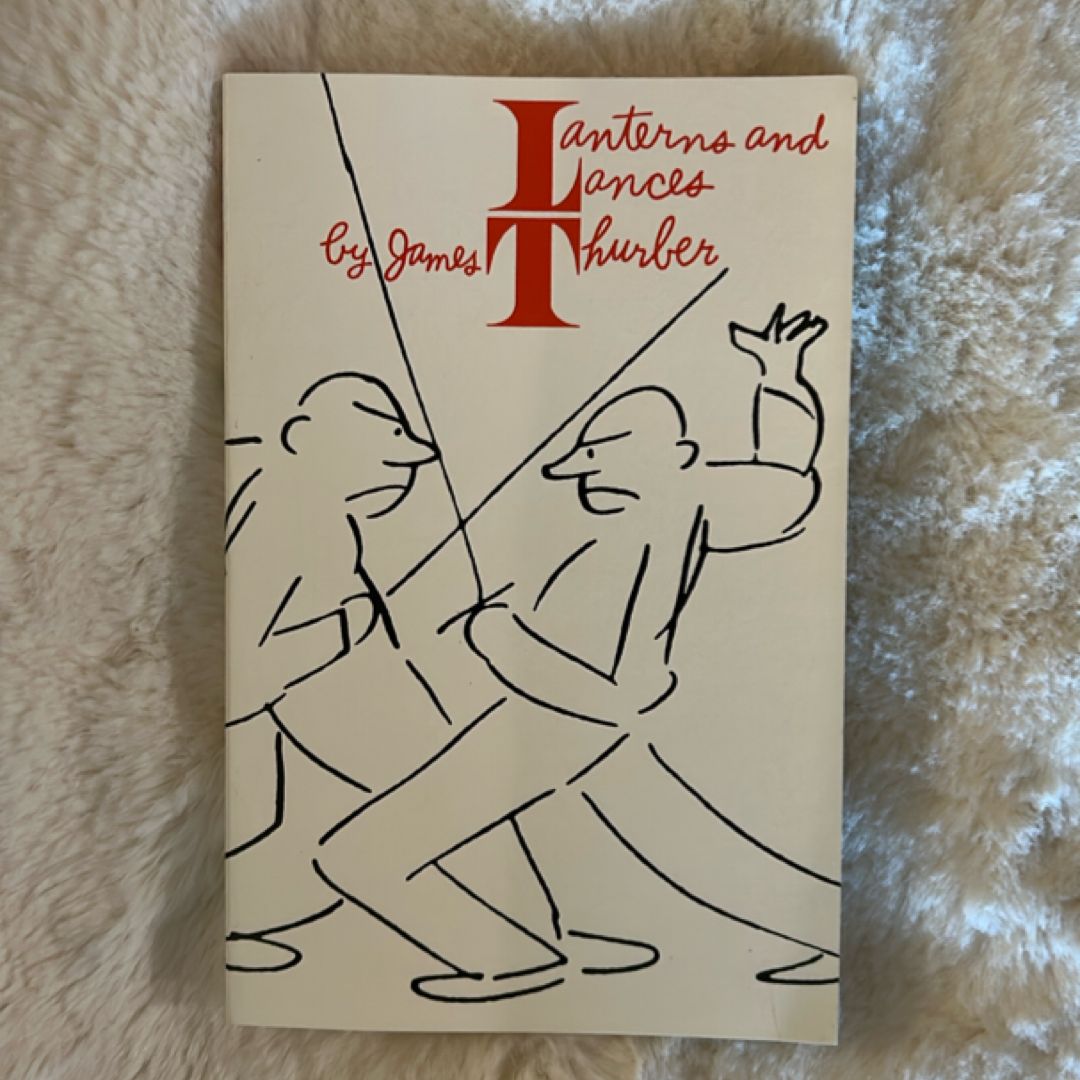 Lanterns and
Lances
by James Thurber